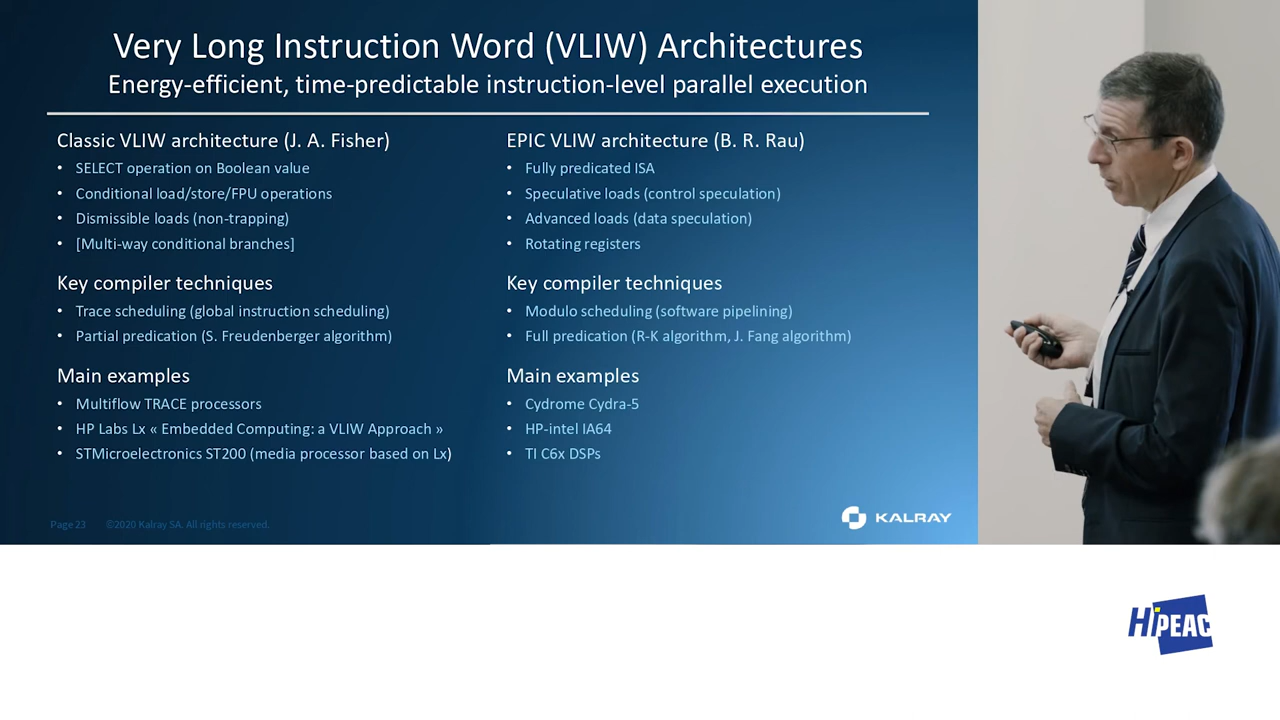 Very Long Instruction Word (VLIW) Architectures
Energy-efficient, time-predictable instruction-level parallel execution
Classic VLIW architecture (J. A. Fisher)
• SELECT operation on Boolean value
• Conditional load/store/FPU operations
• Dismissible loads (non-trapping)
• [Multi-way conditional branches]
Key compiler techniques
• Trace scheduling (global instruction scheduling)
• Partial predication (S. Freudenberger algorithm)
Main examples
• Multiflow TRACE processors
• HP Labs Lx « Embedded Computing: a VLIW Approach »
• STMicroelectronics ST200 (media processor based on Lx)
EPIC VLIW architecture (B. R. Rau)
• Fully predicated ISA
• Speculative loads (control speculation)
• Advanced loads (data speculation)
• Rotating registers
Key compiler techniques
• Modulo scheduling (software pipelining)
• Full predication (R-K algorithm, J. Fang algorithm)
Main examples
• Cydrome Cydra-5
• HP-intel IA64
• TI C6x DSPs
Page 23 ©2020 Kalray SA. All rights reserved.
KALRAY
HiPEAC